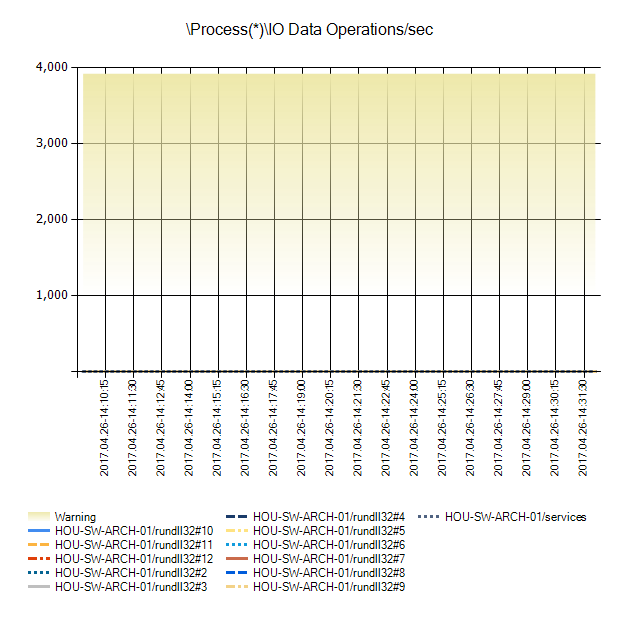 \Process(*)\IO Data Operations/sec
4,000
3,000
2,000
1,000
2017.04.26-14:10:15
2017.04.26-14:11:30
2017.04.26-14:12:45
2017.04.26-14:14:00
2017.04.26-14:15:15
2017.04.26-14:16:30
2017.04.26-14:17:45
2017.04.26-14:19:00
2017.04.26-14:20:15
2017.04.26-14:21:30
2017.04.26-14:22:45
2017.04.26-14:24:00
2017.04.26-14:25:15
2017.04.26-14:26:30
2017.04.26-14:27:45
2017.04.26-14:29:00
2017.04.26-14:30:15
2017.04.26-14:31:30
Warning
HOU-SW-ARCH-01/rundll32#10
HOU-SW-ARCH-01/rundll32#11
HOU-SW-ARCH-01/rundll32#12
HOU-SW-ARCH-01/rundll32#2
HOU-SW-ARCH-01/rundll32#3
HOU-SW-ARCH-01/rundll32#4
HOU-SW-ARCH-01/rundll32#5
HOU-SW-ARCH-01/rundll32#6
HOU-SW-ARCH-01/rundll32#7
HOU-SW-ARCH-01/rundll32#8
HOU-SW-ARCH-01/rundll32#9
HOU-SW-ARCH-01/services